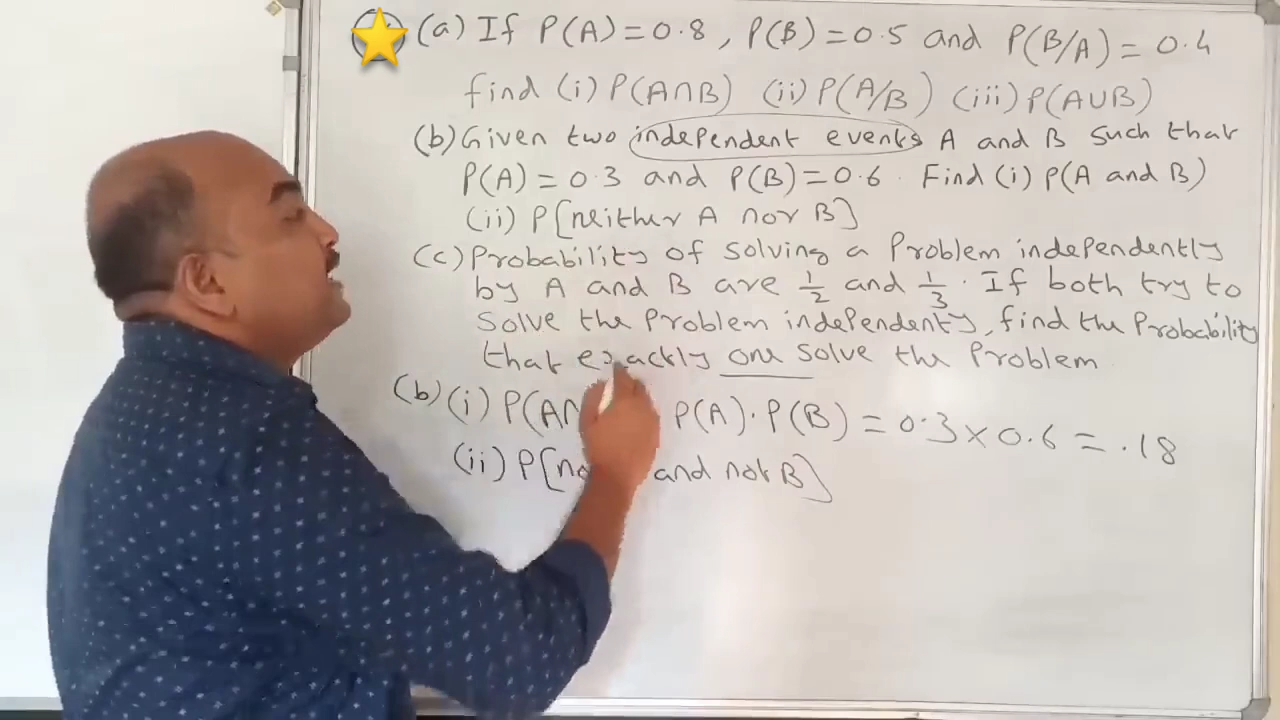 (a) If P(A) = 0.8, P(B) = 0.5 and P(B/A) = 0.4
find (i) P(A∩B) (ii) P(A/B) (iii) P(A∪B)
(b) Given two independent events A and B such that
P(A) = 0.3 and P(B) = 0.6. Find (i) P(A and B)
(ii) P[neither A nor B]
(c) Probability of solving a Problem independently
by A and B are 1/2 and 1/3. If both try to
solve the Problem independenty, find the Probability
that exactly one solve the Problem
(b) (i) P(A∩ P(A)·P(B) = 0.3 × 0.6 = .18
(ii) P[ and not B]